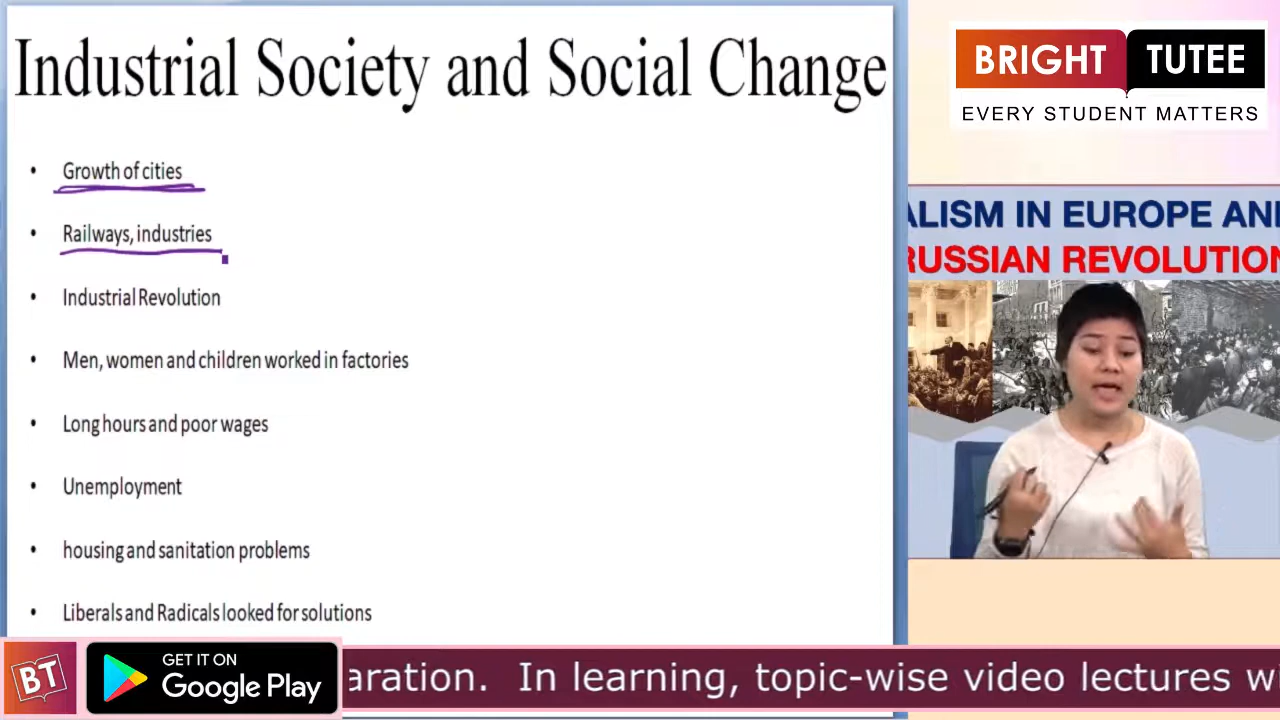 Industrial Society and Social Change
• Growth of cities
• Railways, industries
• Industrial Revolution
• Men, women and children worked in factories
• Long hours and poor wages
• Unemployment
• housing and sanitation problems
• Liberals and Radicals looked for solutions
BRIGHT TUTEE
EVERY STUDENT MATTERS
ALISM IN EUROPE AN
RUSSIAN REVOLUTION
BT
GET IT ON
Google Play
aration. In learning, topic-wise video lectures w